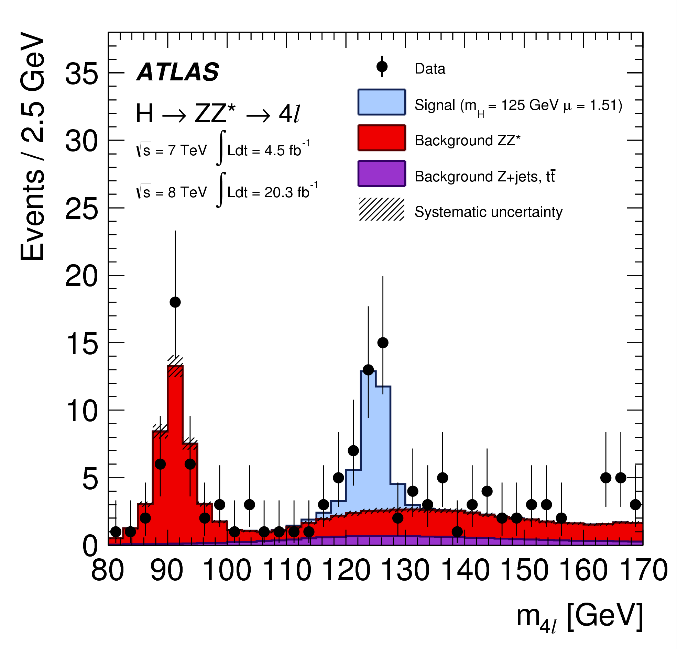 ATLAS
H → ZZ* → 4l
√s = 7 TeV ∫Ldt = 4.5 fb⁻¹
√s = 8 TeV ∫Ldt = 20.3 fb⁻¹
Data
Signal (m_H = 125 GeV μ = 1.51)
Background ZZ*
Background Z+jets, tt̄
Systematic uncertainty
Events / 2.5 GeV
35
30
25
20
15
10
5
0
80 90 100 110 120 130 140 150 160 170
m_4l [GeV]